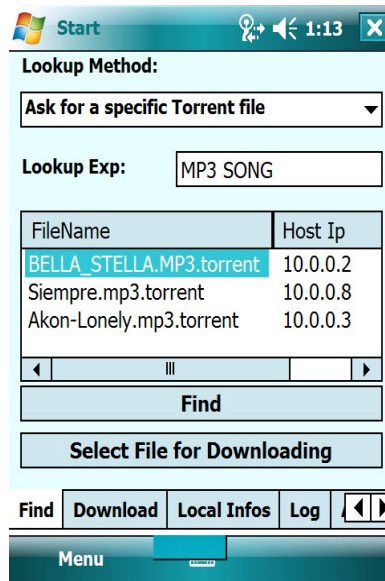 Start 1:13
Lookup Method:
Ask for a specific Torrent file
Lookup Exp: MP3 SONG
FileName Host Ip
BELLA_STELLA.MP3.torrent 10.0.0.2
Siempre.mp3.torrent 10.0.0.8
Akon-Lonely.mp3.torrent 10.0.0.3
Find
Select File for Downloading
Find Download Local Infos Log
Menu